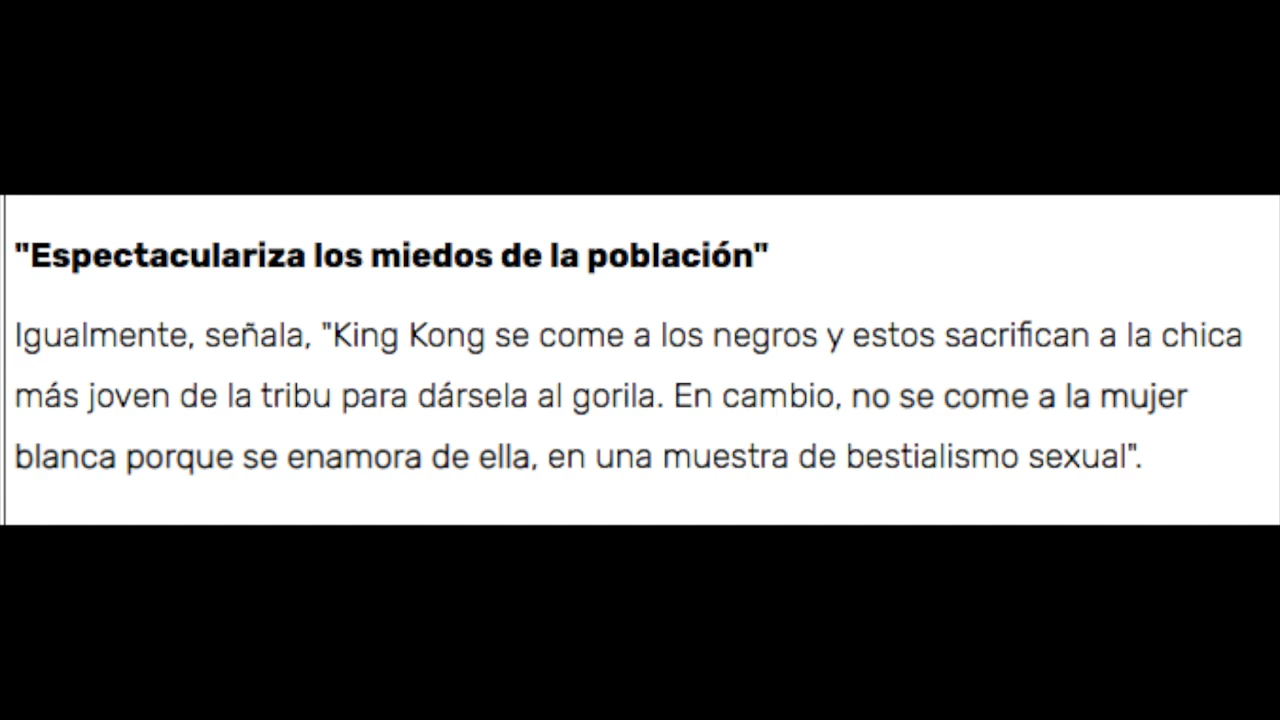 "Espectaculariza los miedos de la población"
Igualmente, señala, "King Kong se come a los negros y estos sacrifican a la chica
más joven de la tribu para dársela al gorila. En cambio, no se come a la mujer
blanca porque se enamora de ella, en una muestra de bestialismo sexual".